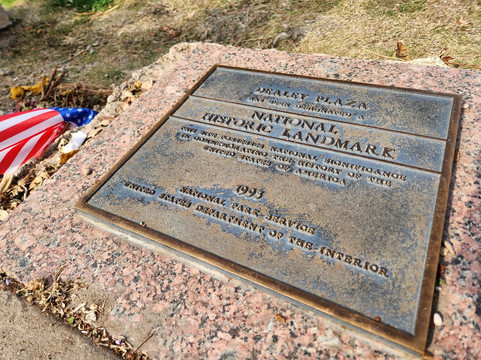 DEALEY PLAZA
HAS BEEN DESIGNATED A
NATIONAL
HISTORIC LANDMARK
THIS SITE POSSESSES NATIONAL SIGNIFICANCE
IN COMMEMORATING THE HISTORY OF THE
UNITED STATES OF AMERICA
1993
NATIONAL PARK SERVICE
UNITED STATES DEPARTMENT OF THE INTERIOR